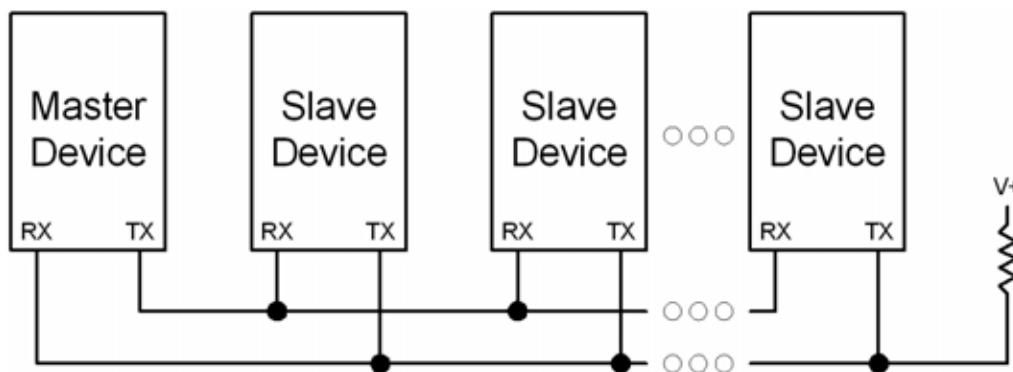 Master
Device
Slave
Device
Slave
Device
Slave
Device
RX TX
RX TX
RX TX
RX TX
V+